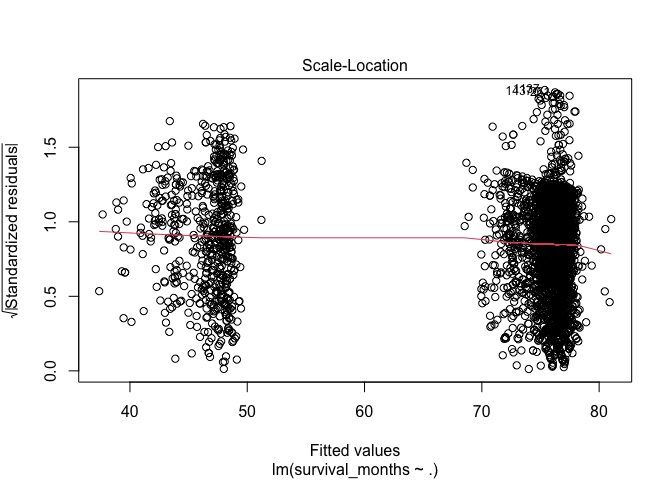 Scale-Location
√|Standardized residuals|
1.5
1.0
0.5
0.0
40 50 60 70 80
Fitted values
lm(survival_months ~ .)